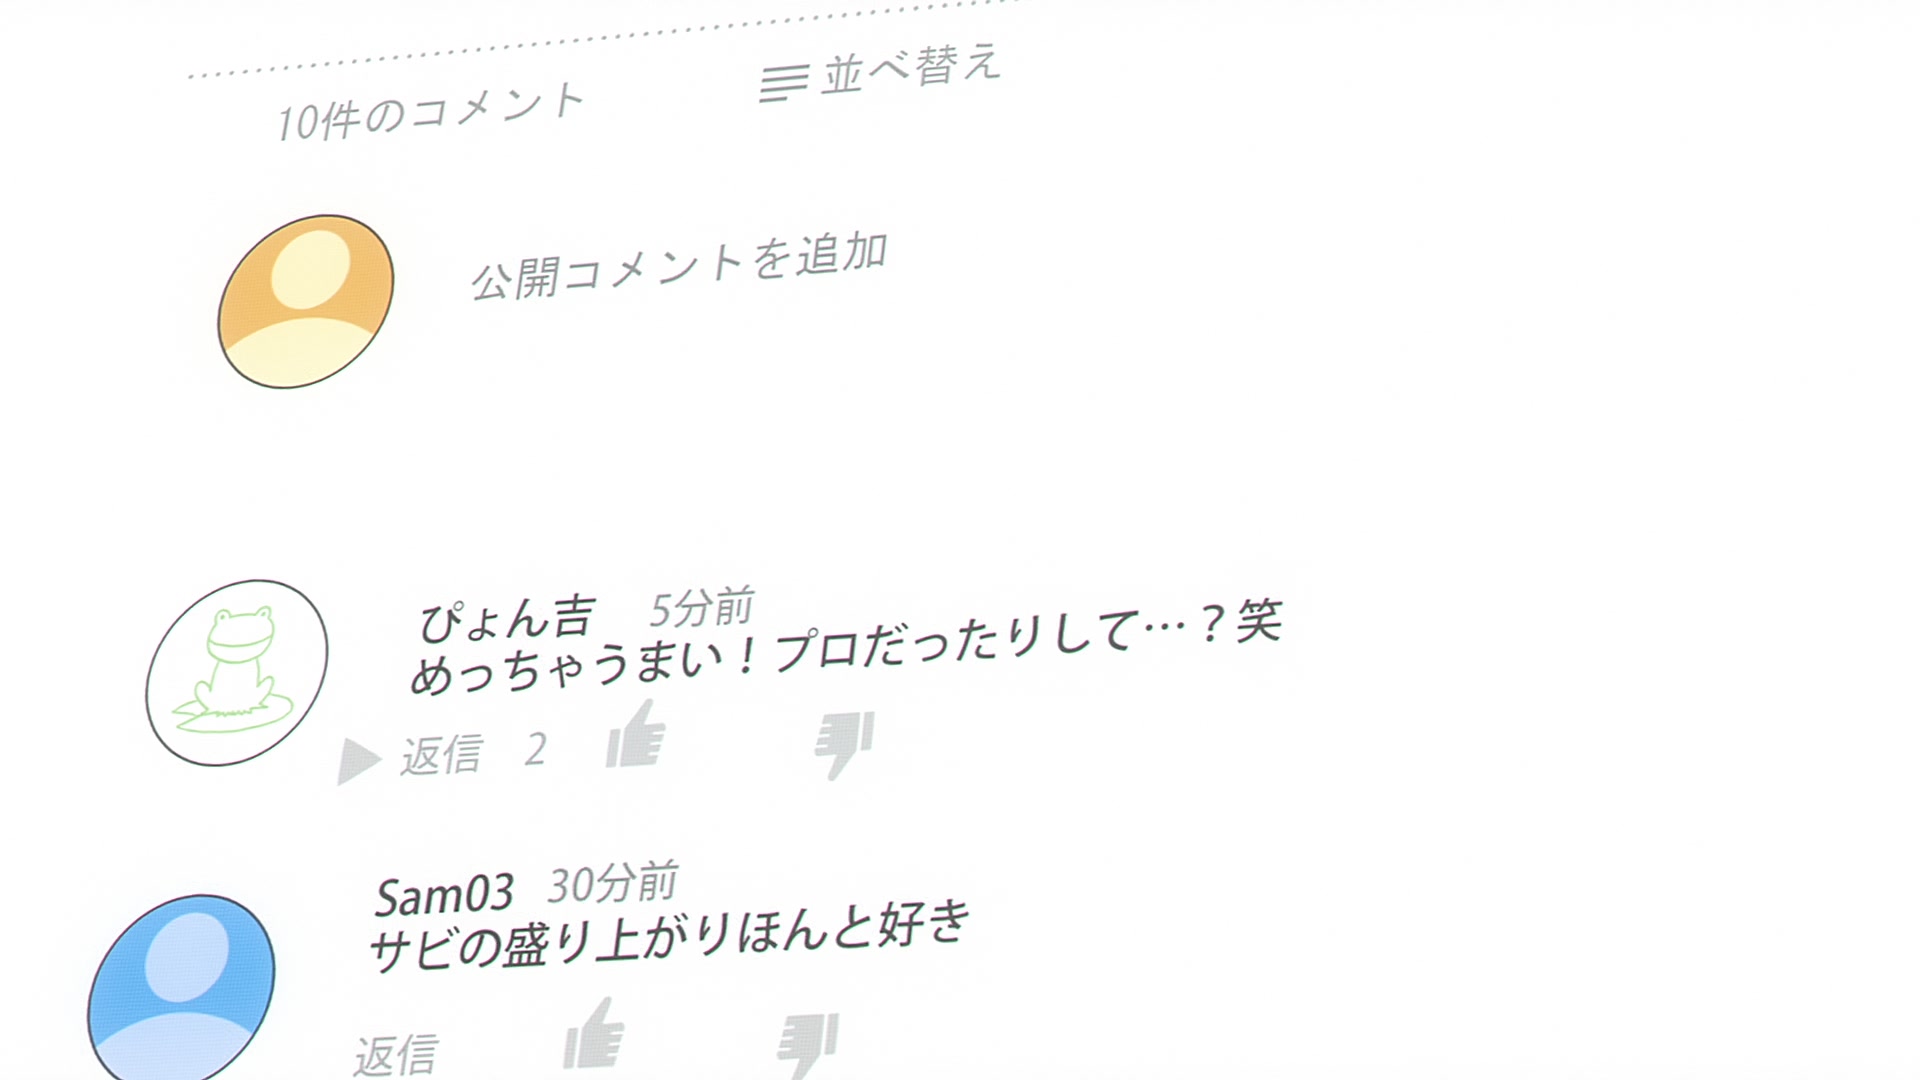 10件のコメント
並べ替え
公開コメントを追加
ぴょん吉 5分前
めっちゃうまい！プロだったりして…？笑
返信 2
Sam03 30分前
サビの盛り上がりほんと好き
返信